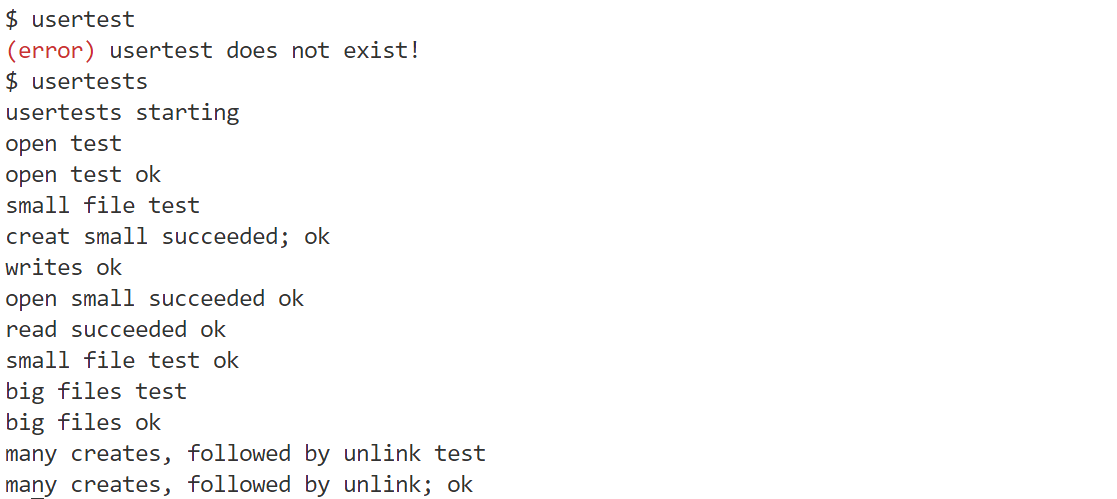 $ usertest
(error) usertest does not exist!
$ usertests
usertests starting
open test
open test ok
small file test
creat small succeeded; ok
writes ok
open small succeeded ok
read succeeded ok
small file test ok
big files test
big files ok
many creates, followed by unlink test
many creates, followed by unlink; ok